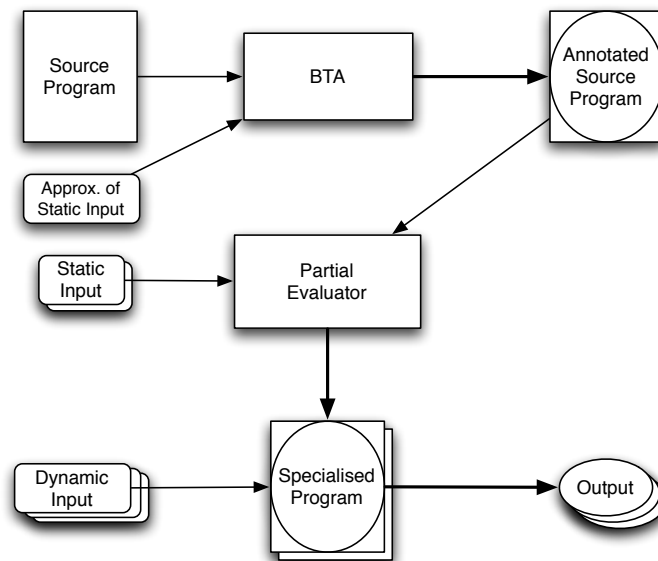 Source
Program
BTA
Annotated
Source
Program
Approx. of
Static Input
Static
Input
Partial
Evaluator
Dynamic
Input
Specialised
Program
Output